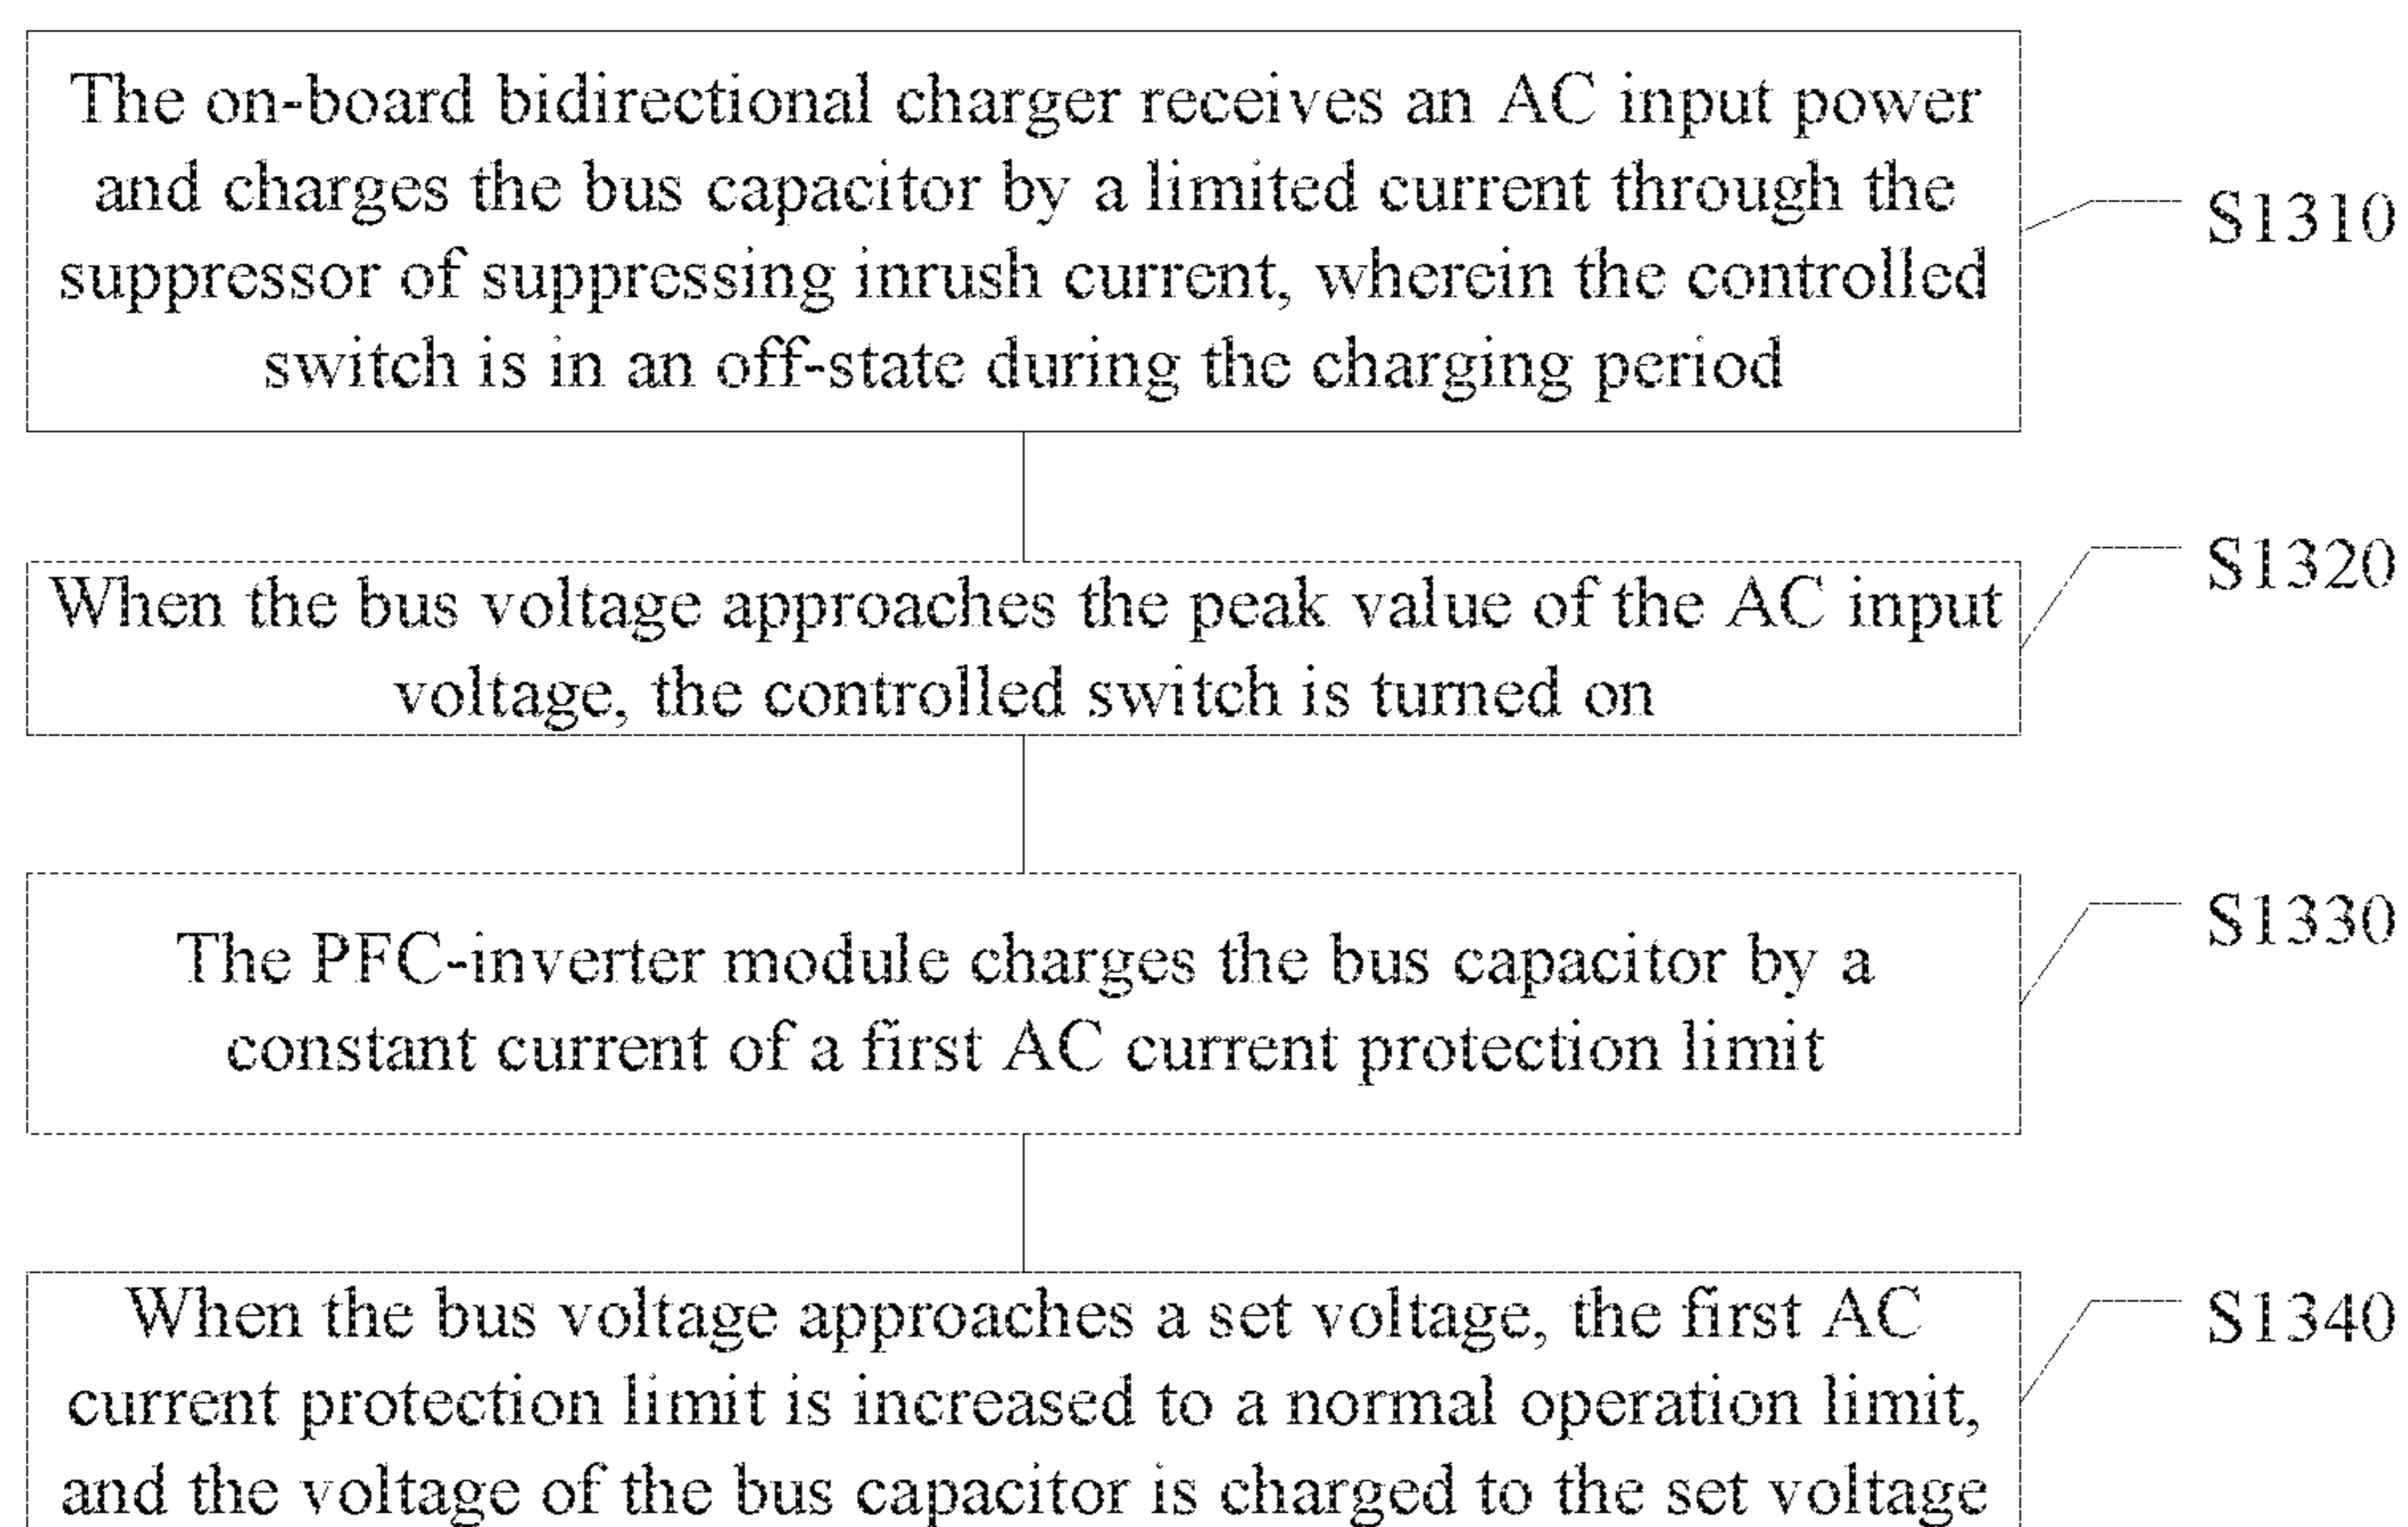 The on-board bidirectional charger receives an AC input power
and charges the bus capacitor by a limited current through the
suppressor of suppressing inrush current, wherein the controlled
switch is in an off-state during the charging period
S1310
When the bus voltage approaches the peak value of the AC input
voltage, the controlled switch is turned on
S1320
The PFC-inverter module charges the bus capacitor by a
constant current of a first AC current protection limit
S1330
When the bus voltage approaches a set voltage, the first AC
current protection limit is increased to a normal operation limit,
and the voltage of the bus capacitor is charged to the set voltage
S1340